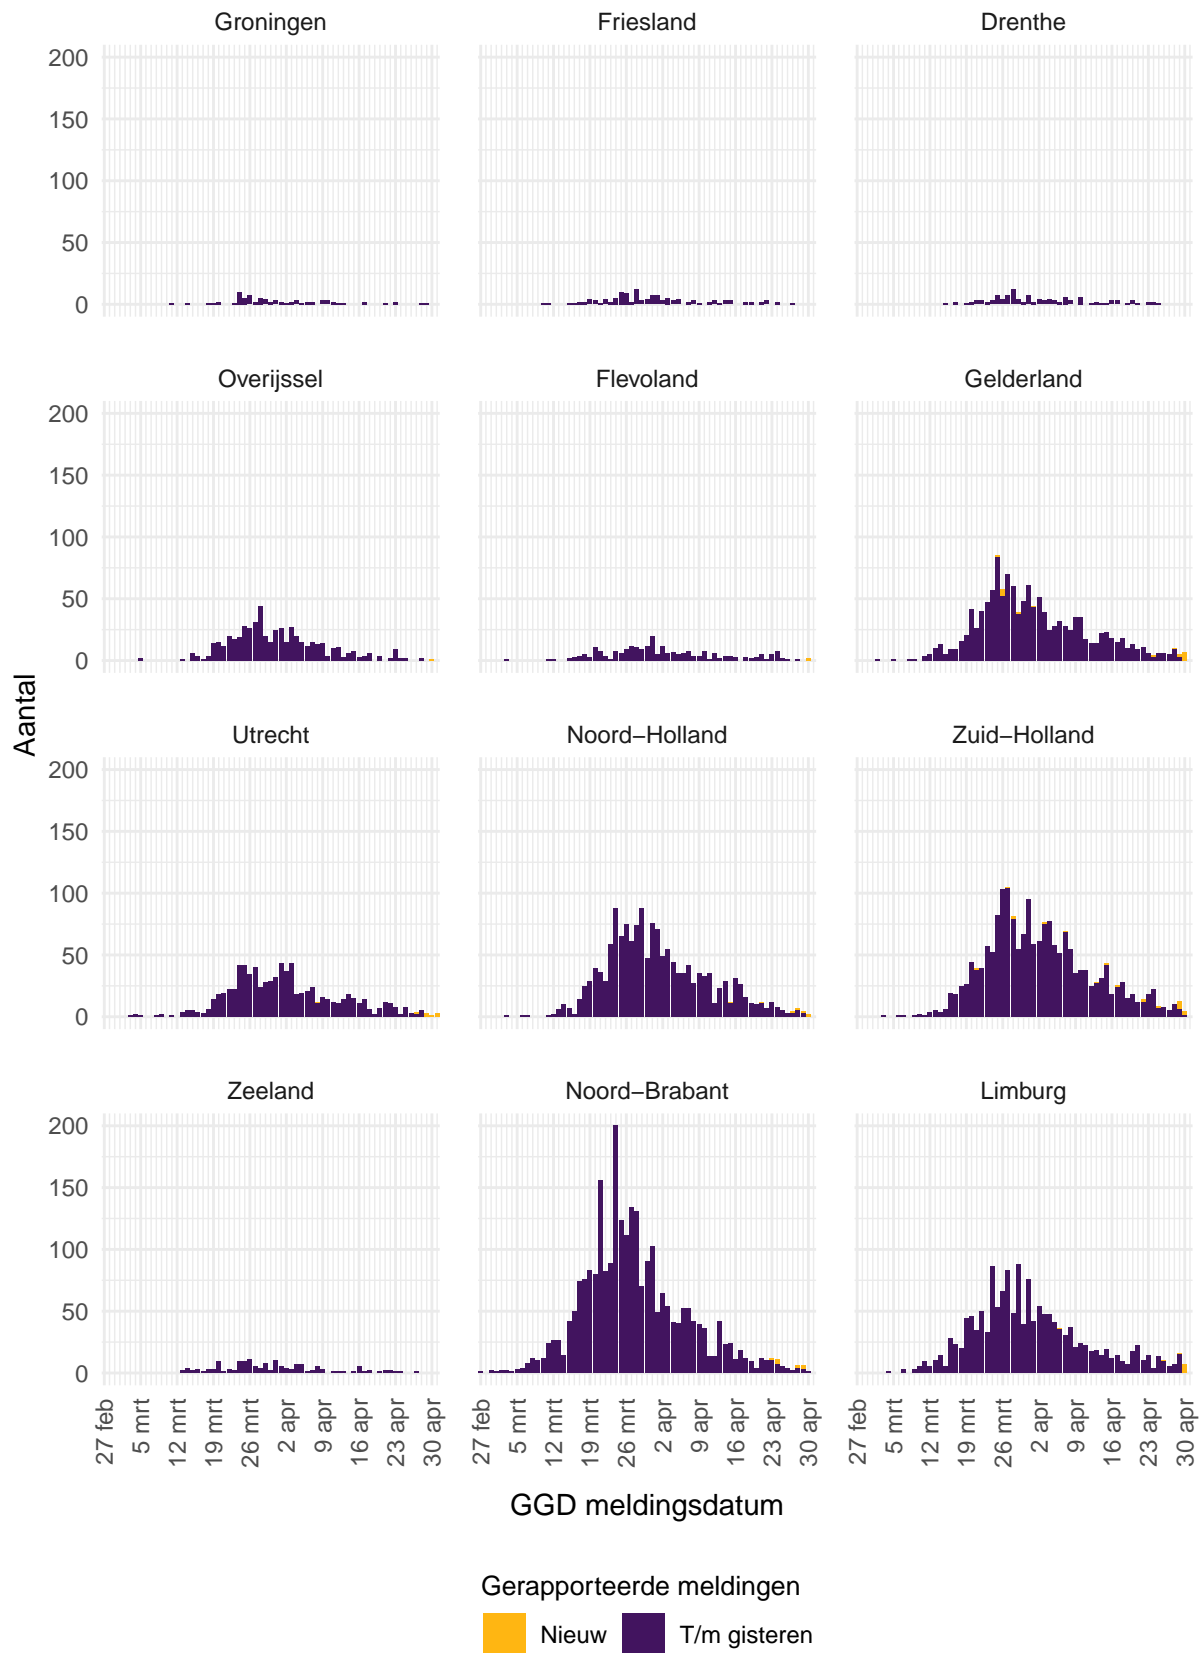 Groningen Friesland Drenthe
200
150
100
50
0
Overijssel Flevoland Gelderland
200
150
100
50
0
Utrecht Noord−Holland Zuid−Holland
200
150
100
50
0
Zeeland Noord−Brabant Limburg
200
150
100
50
0
Aantal
27 feb 5 mrt 12 mrt 19 mrt 26 mrt 2 apr 9 apr 16 apr 23 apr 30 apr 27 feb 5 mrt 12 mrt 19 mrt 26 mrt 2 apr 9 apr 16 apr 23 apr 30 apr 27 feb 5 mrt 12 mrt 19 mrt 26 mrt 2 apr 9 apr 16 apr 23 apr 30 apr
GGD meldingsdatum
Gerapporteerde meldingen
Nieuw T/m gisteren